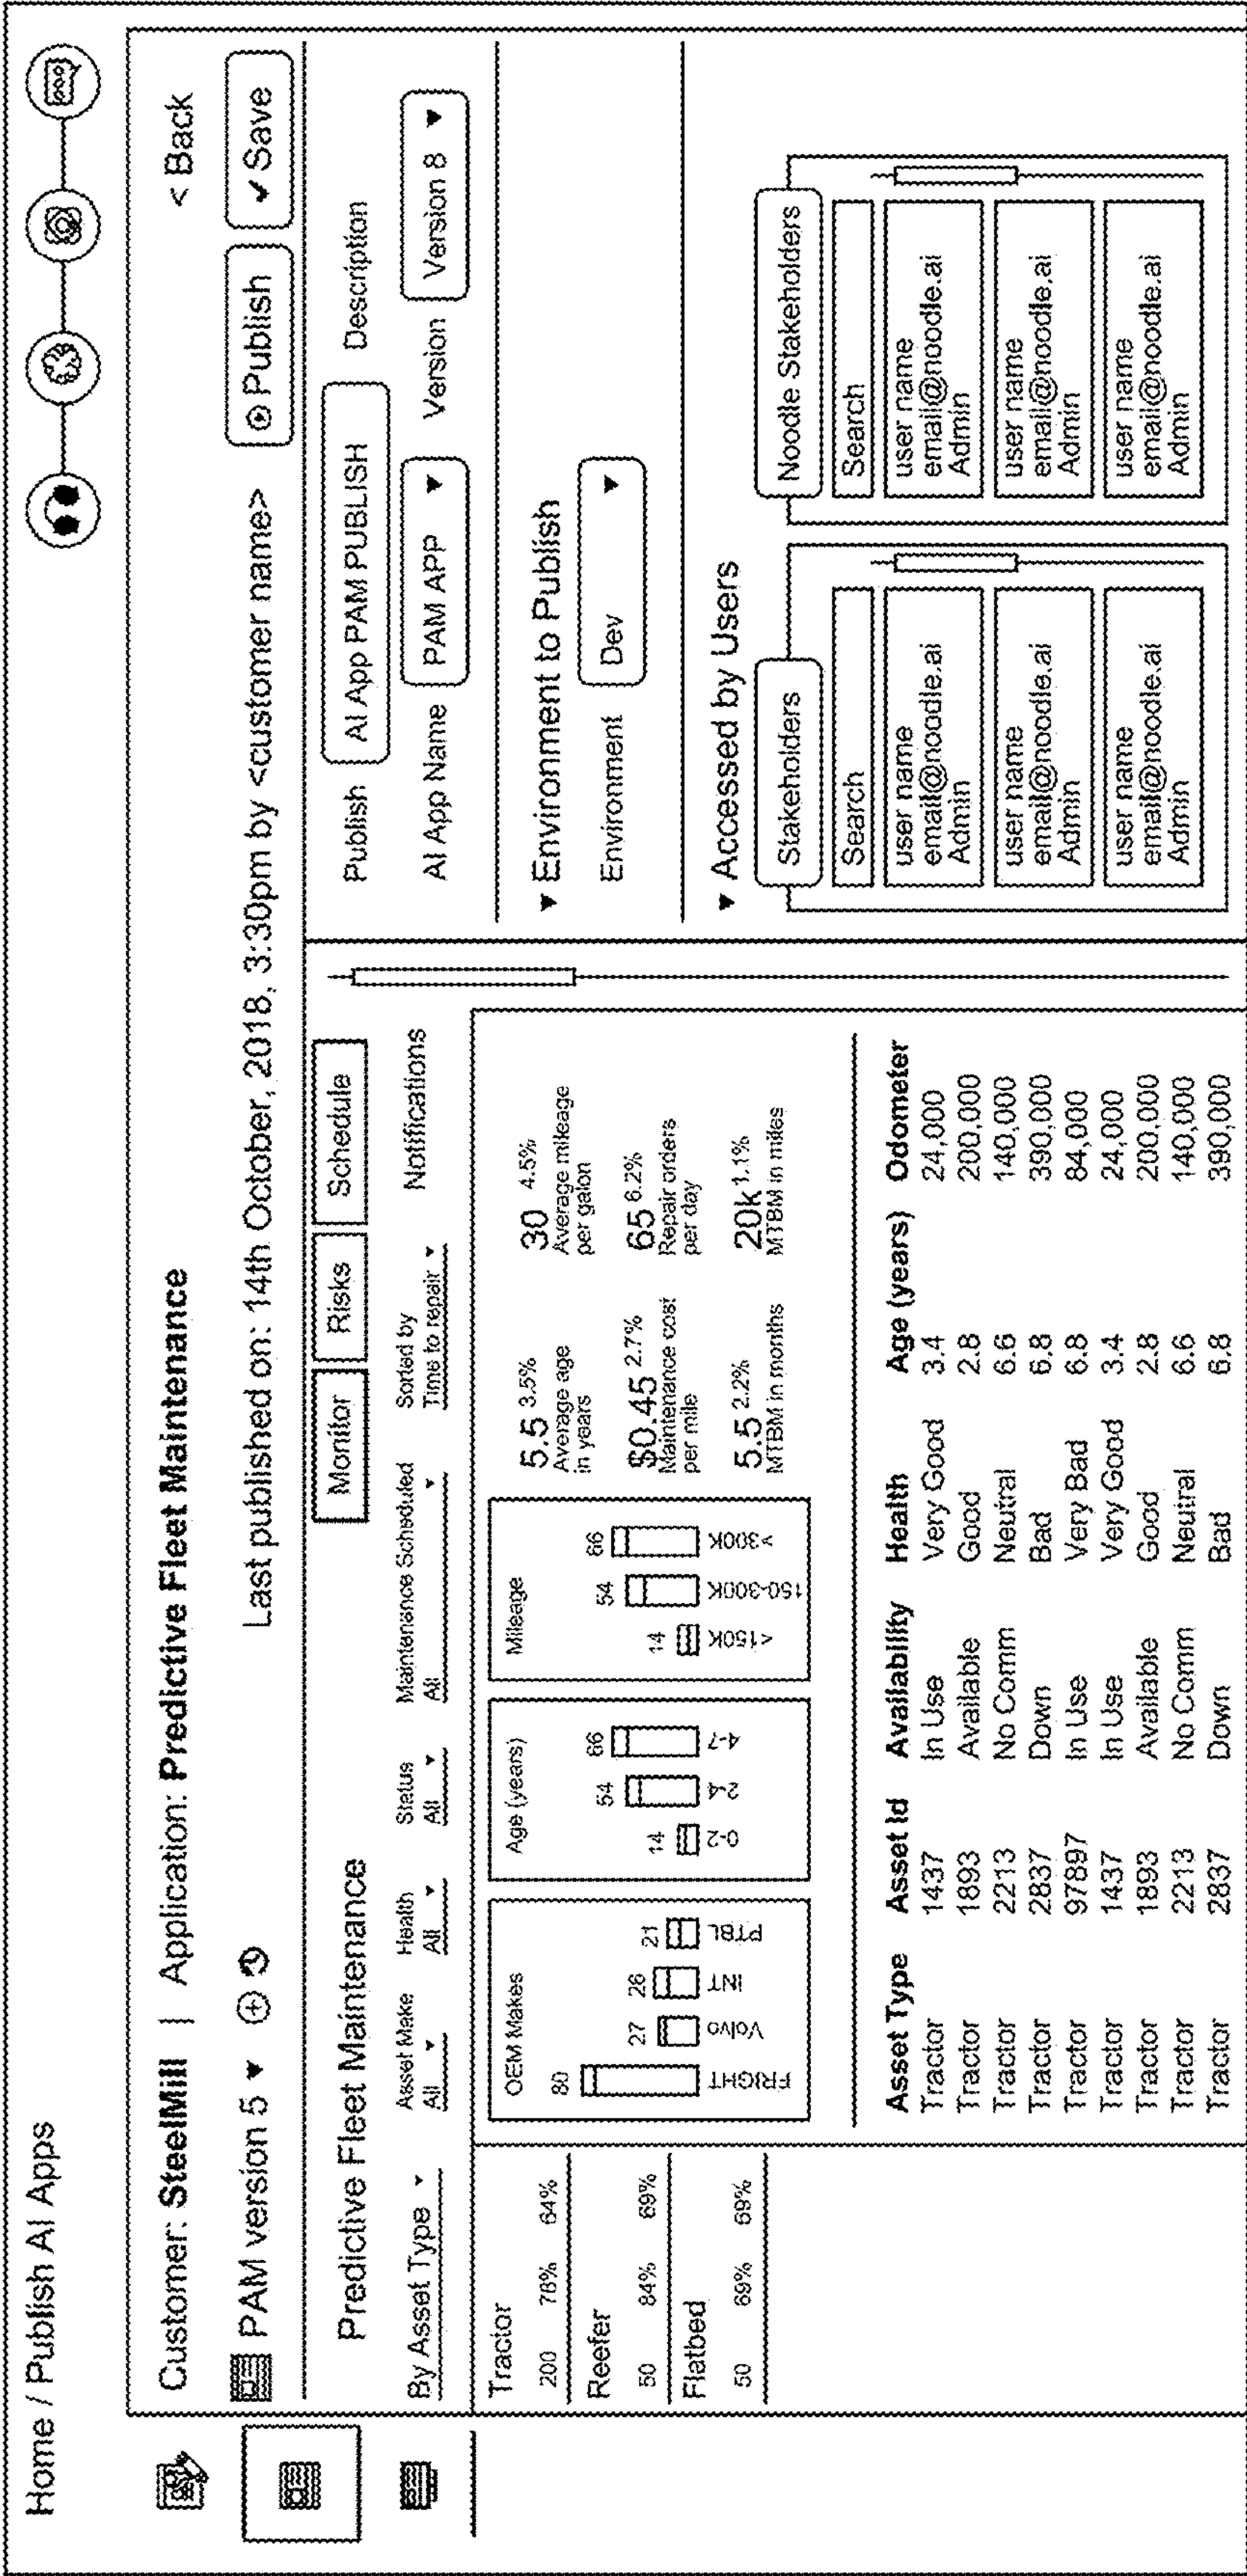 Home / Publish AI Apps
Customer: SteelMill | Application: Predictive Fleet Maintenance
< Back
PAM version 5
Last published on: 14th October, 2018, 3:30pm by <customer name>
Publish
Save
Predictive Fleet Maintenance
Monitor
Risks
Schedule
By Asset Type
Asset Make
All
Health
All
Status
All
Maintenance Scheduled
All
Sorted by
Time to repair
Notifications
Tractor
200 78% 64%
Reefer
50 84% 69%
Flatbed
50 69% 69%
OEM Makes
80 27 26 21
FRIGHT Volvo INT PTBL
Age (years)
14 54 66
0-2 2-4 4-7
Mileage
14 54 66
<150K 150-300K >300K
5.5 3.5%
Average age
in years
30 4.5%
Average mileage
per galon
$0.45 2.7%
Maintenance cost
per mile
65 6.2%
Repair orders
per day
5.5 2.2%
MTBM in months
20k 1.1%
MTBM in miles
Asset Type Asset Id Availability Health Age (years) Odometer
Tractor 1437 In Use Very Good 3.4 24,000
Tractor 1893 Available Good 2.8 200,000
Tractor 2213 No Comm Neutral 6.6 140,000
Tractor 2837 Down Bad 6.8 390,000
Tractor 97897 In Use Very Bad 6.8 84,000
Tractor 1437 In Use Very Good 3.4 24,000
Tractor 1893 Available Good 2.8 200,000
Tractor 2213 No Comm Neutral 6.6 140,000
Tractor 2837 Down Bad 6.8 390,000
Publish AI App PAM PUBLISH Description
AI App Name PAM APP Version Version 8
Environment to Publish
Environment Dev
Accessed by Users
Stakeholders
Search
user name
email@noodle.ai
Admin
user name
email@noodle.ai
Admin
user name
email@noodle.ai
Admin
Noodle Stakeholders
Search
user name
email@noodle.ai
Admin
user name
email@noodle.ai
Admin
user name
email@noodle.ai
Admin